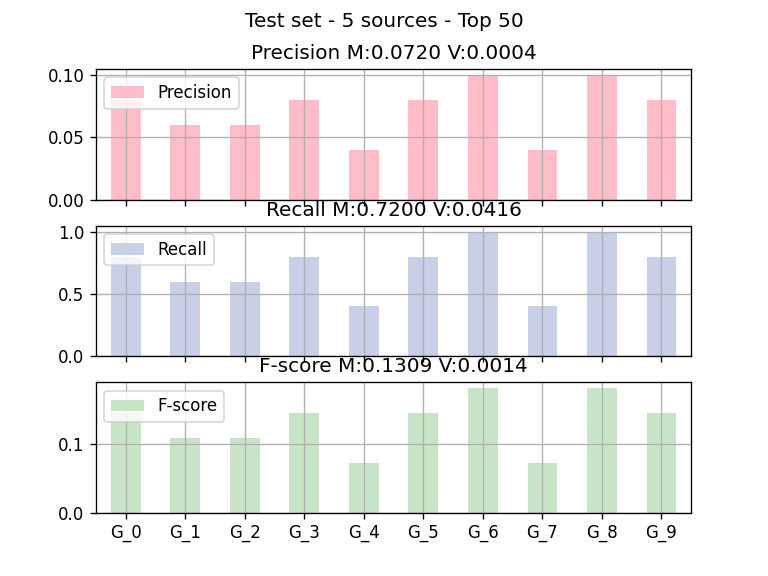 Test set - 5 sources - Top 50
Precision M:0.0720 V:0.0004
0.10
0.05
0.00
Precision
Recall M:0.7200 V:0.0416
1.0
0.5
0.0
Recall
F-score M:0.1309 V:0.0014
0.1
0.0
F-score
G_0 G_1 G_2 G_3 G_4 G_5 G_6 G_7 G_8 G_9